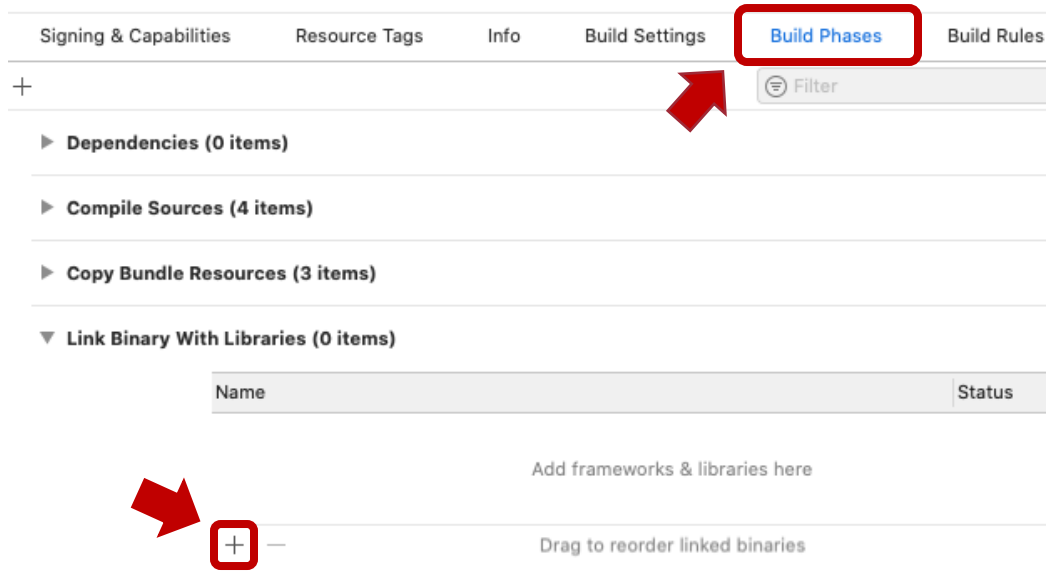 Signing & Capabilities Resource Tags Info Build Settings Build Phases Build Rules
Filter
Dependencies (0 items)
Compile Sources (4 items)
Copy Bundle Resources (3 items)
Link Binary With Libraries (0 items)
Name Status
Add frameworks & libraries here
Drag to reorder linked binaries